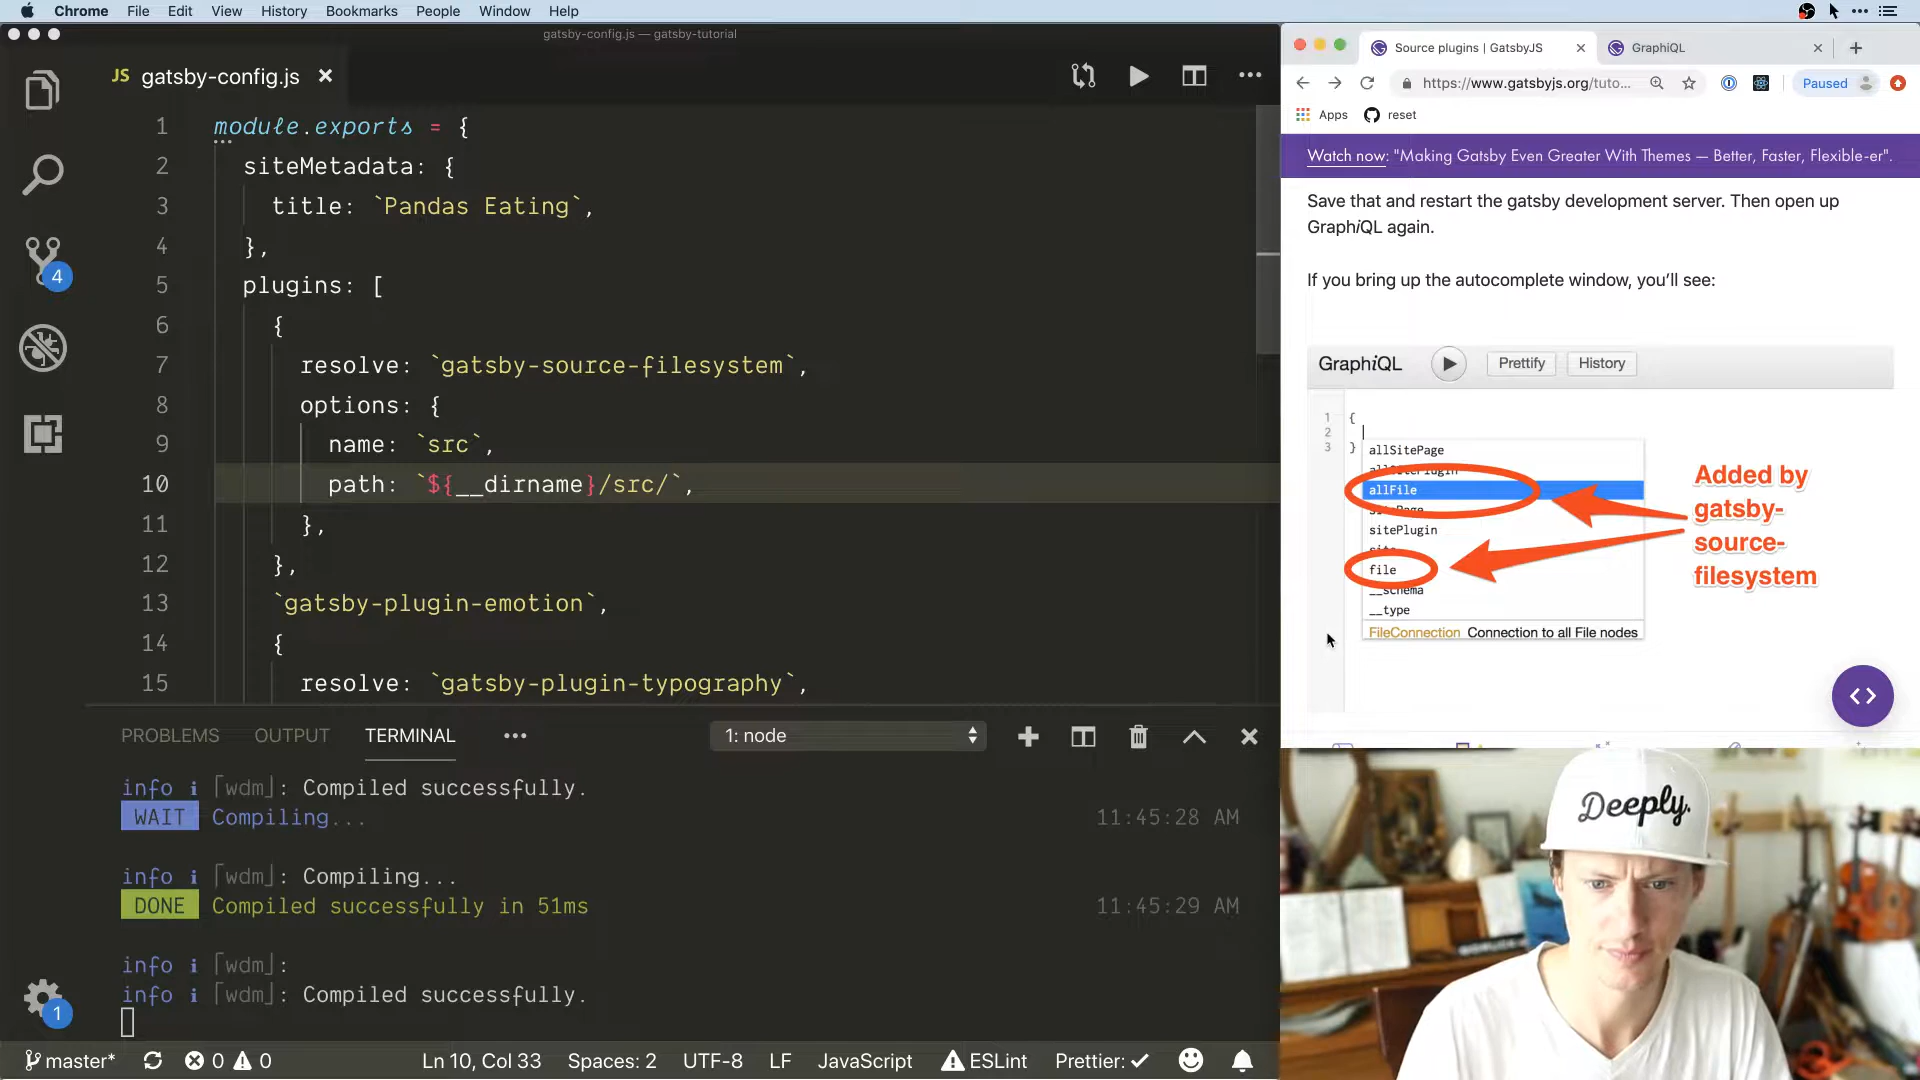 Chrome File Edit View History Bookmarks People Window Help
gatsby-config.js — gatsby-tutorial
JS gatsby-config.js
1 module.exports = {
2 siteMetadata: {
3 title: `Pandas Eating`,
4 },
5 plugins: [
6 {
7 resolve: `gatsby-source-filesystem`,
8 options: {
9 name: `src`,
10 path: `${__dirname}/src/`,
11 },
12 },
13 `gatsby-plugin-emotion`,
14 {
15 resolve: `gatsby-plugin-typography`,
4
1
PROBLEMS OUTPUT TERMINAL 1: node
info i ⌈wdm⌋: Compiled successfully.
WAIT Compiling... 11:45:28 AM
info i ⌈wdm⌋: Compiling...
DONE Compiled successfully in 51ms 11:45:29 AM
info i ⌈wdm⌋:
info i ⌈wdm⌋: Compiled successfully.
master* 0 0 Ln 10, Col 33 Spaces: 2 UTF-8 LF JavaScript ESLint Prettier: ✓
Source plugins | GatsbyJS GraphiQL
https://www.gatsbyjs.org/tuto... Paused
Apps reset
Watch now: "Making Gatsby Even Greater With Themes — Better, Faster, Flexible-er".
Save that and restart the gatsby development server. Then open up
GraphiQL again.
If you bring up the autocomplete window, you'll see:
GraphiQL Prettify History
1 {
2
3 }
allSitePage
allSitePlugin
allFile
sitePage
sitePlugin
site
file
__schema
__type
FileConnection Connection to all File nodes
Added by
gatsby-
source-
filesystem
Deeply.